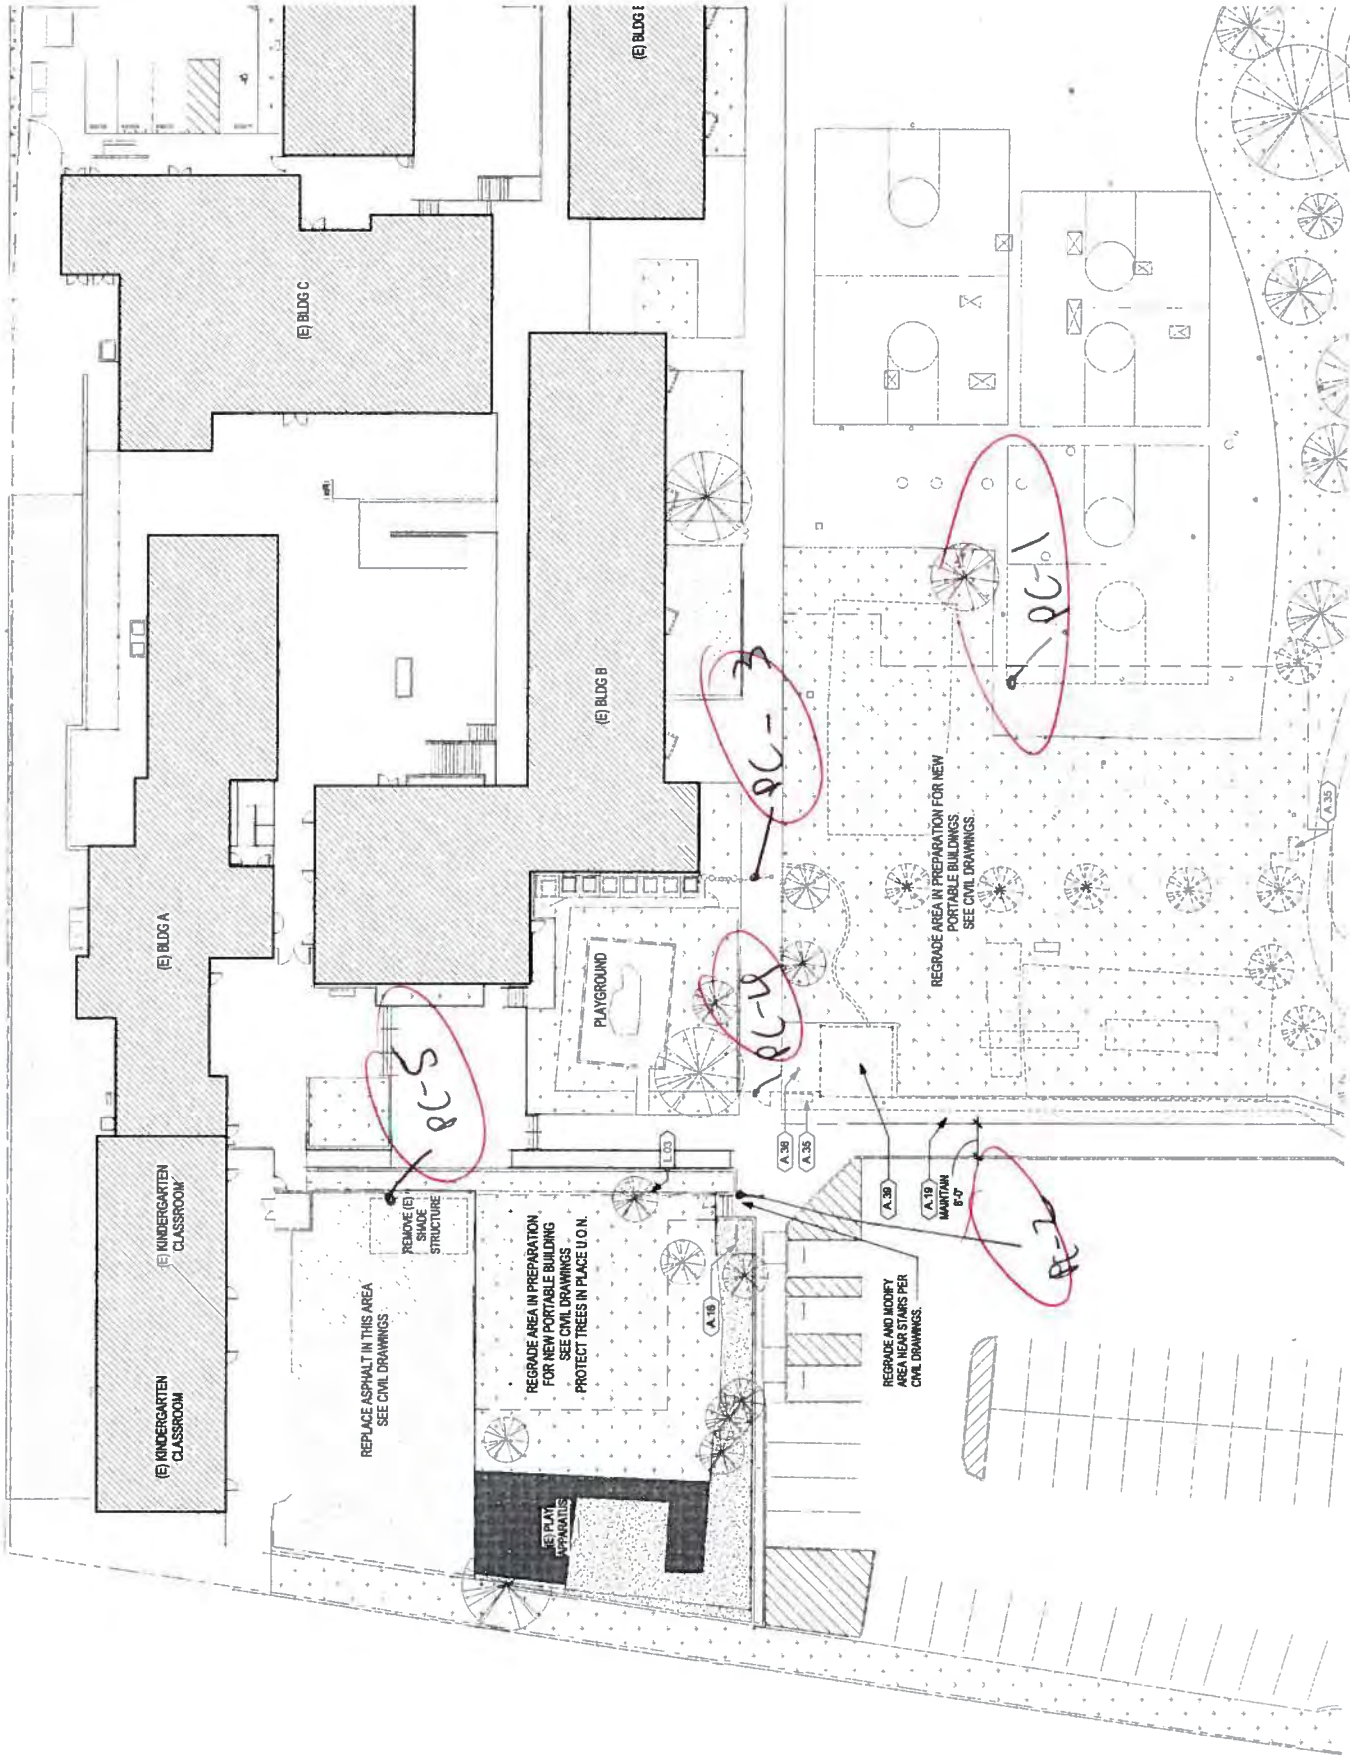 (E) BLDG E
(E) BLDG C
(E) BLDG B
(E) BLDG A
(E) KINDERGARTEN
CLASSROOM
(E) KINDERGARTEN
CLASSROOM
PLAYGROUND
PC-1
PC-3
PC-4
PC-5
PC-2
REGRADE AREA IN PREPARATION FOR NEW
PORTABLE BUILDINGS.
SEE CIVIL DRAWINGS.
A.35
L.03
A.38
A.35
A.39
A.19
MAINTAIN
6'-0"
REMOVE (E)
SHADE
STRUCTURE
REPLACE ASPHALT IN THIS AREA
SEE CIVIL DRAWINGS
REGRADE AREA IN PREPARATION
FOR NEW PORTABLE BUILDING
SEE CIVIL DRAWINGS
PROTECT TREES IN PLACE U.O.N.
A.16
REGRADE AND MODIFY
AREA NEAR STAIRS PER
CIVIL DRAWINGS.
(E) PLAY
APPARATUS